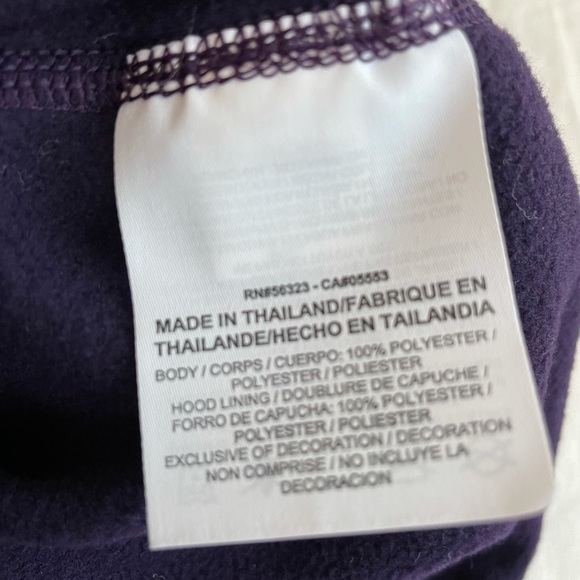 RN#56323 - CA#05553
MADE IN THAILAND/FABRIQUE EN
THAILANDE/HECHO EN TAILANDIA
BODY / CORPS / CUERPO: 100% POLYESTER /
POLYESTER / POLIESTER
HOOD LINING / DOUBLURE DE CAPUCHE /
FORRO DE CAPUCHA: 100% POLYESTER /
POLYESTER / POLIESTER
EXCLUSIVE OF DECORATION / DECORATION
NON COMPRISE / NO INCLUYE LA
DECORACION